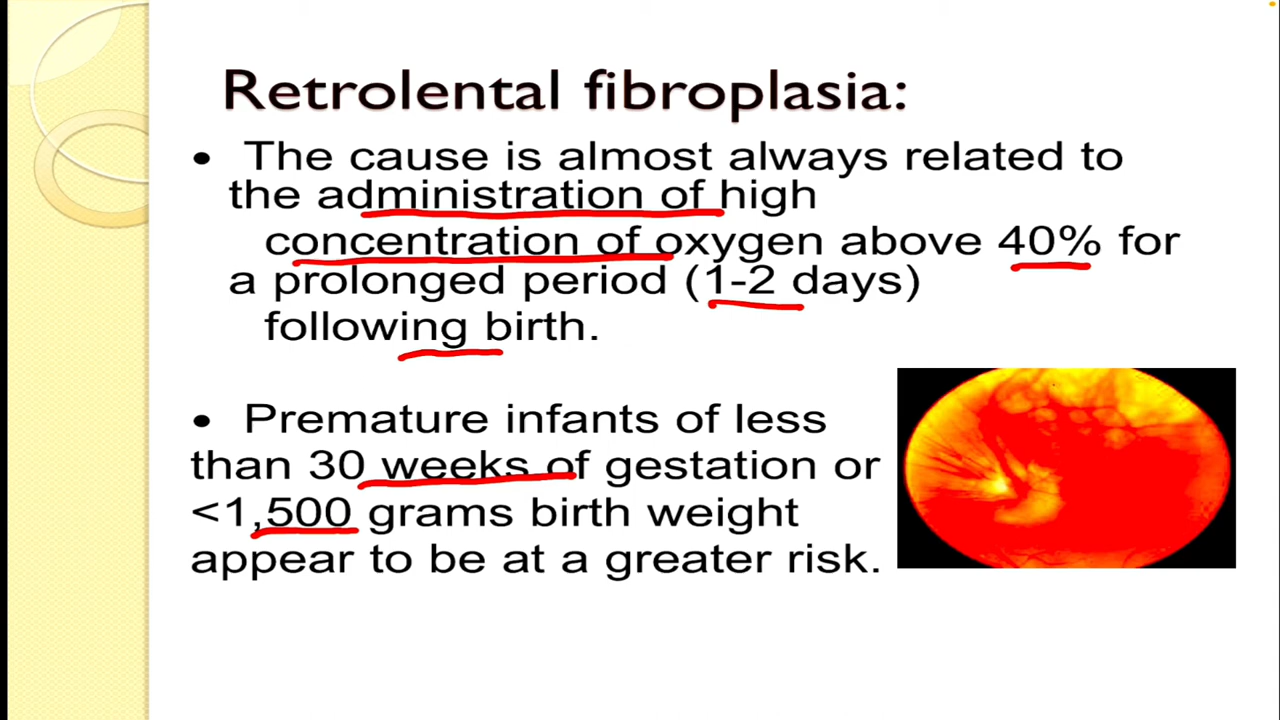 Retrolental fibroplasia:
• The cause is almost always related to
the administration of high
concentration of oxygen above 40% for
a prolonged period (1-2 days)
following birth.
• Premature infants of less
than 30 weeks of gestation or
<1,500 grams birth weight
appear to be at a greater risk.